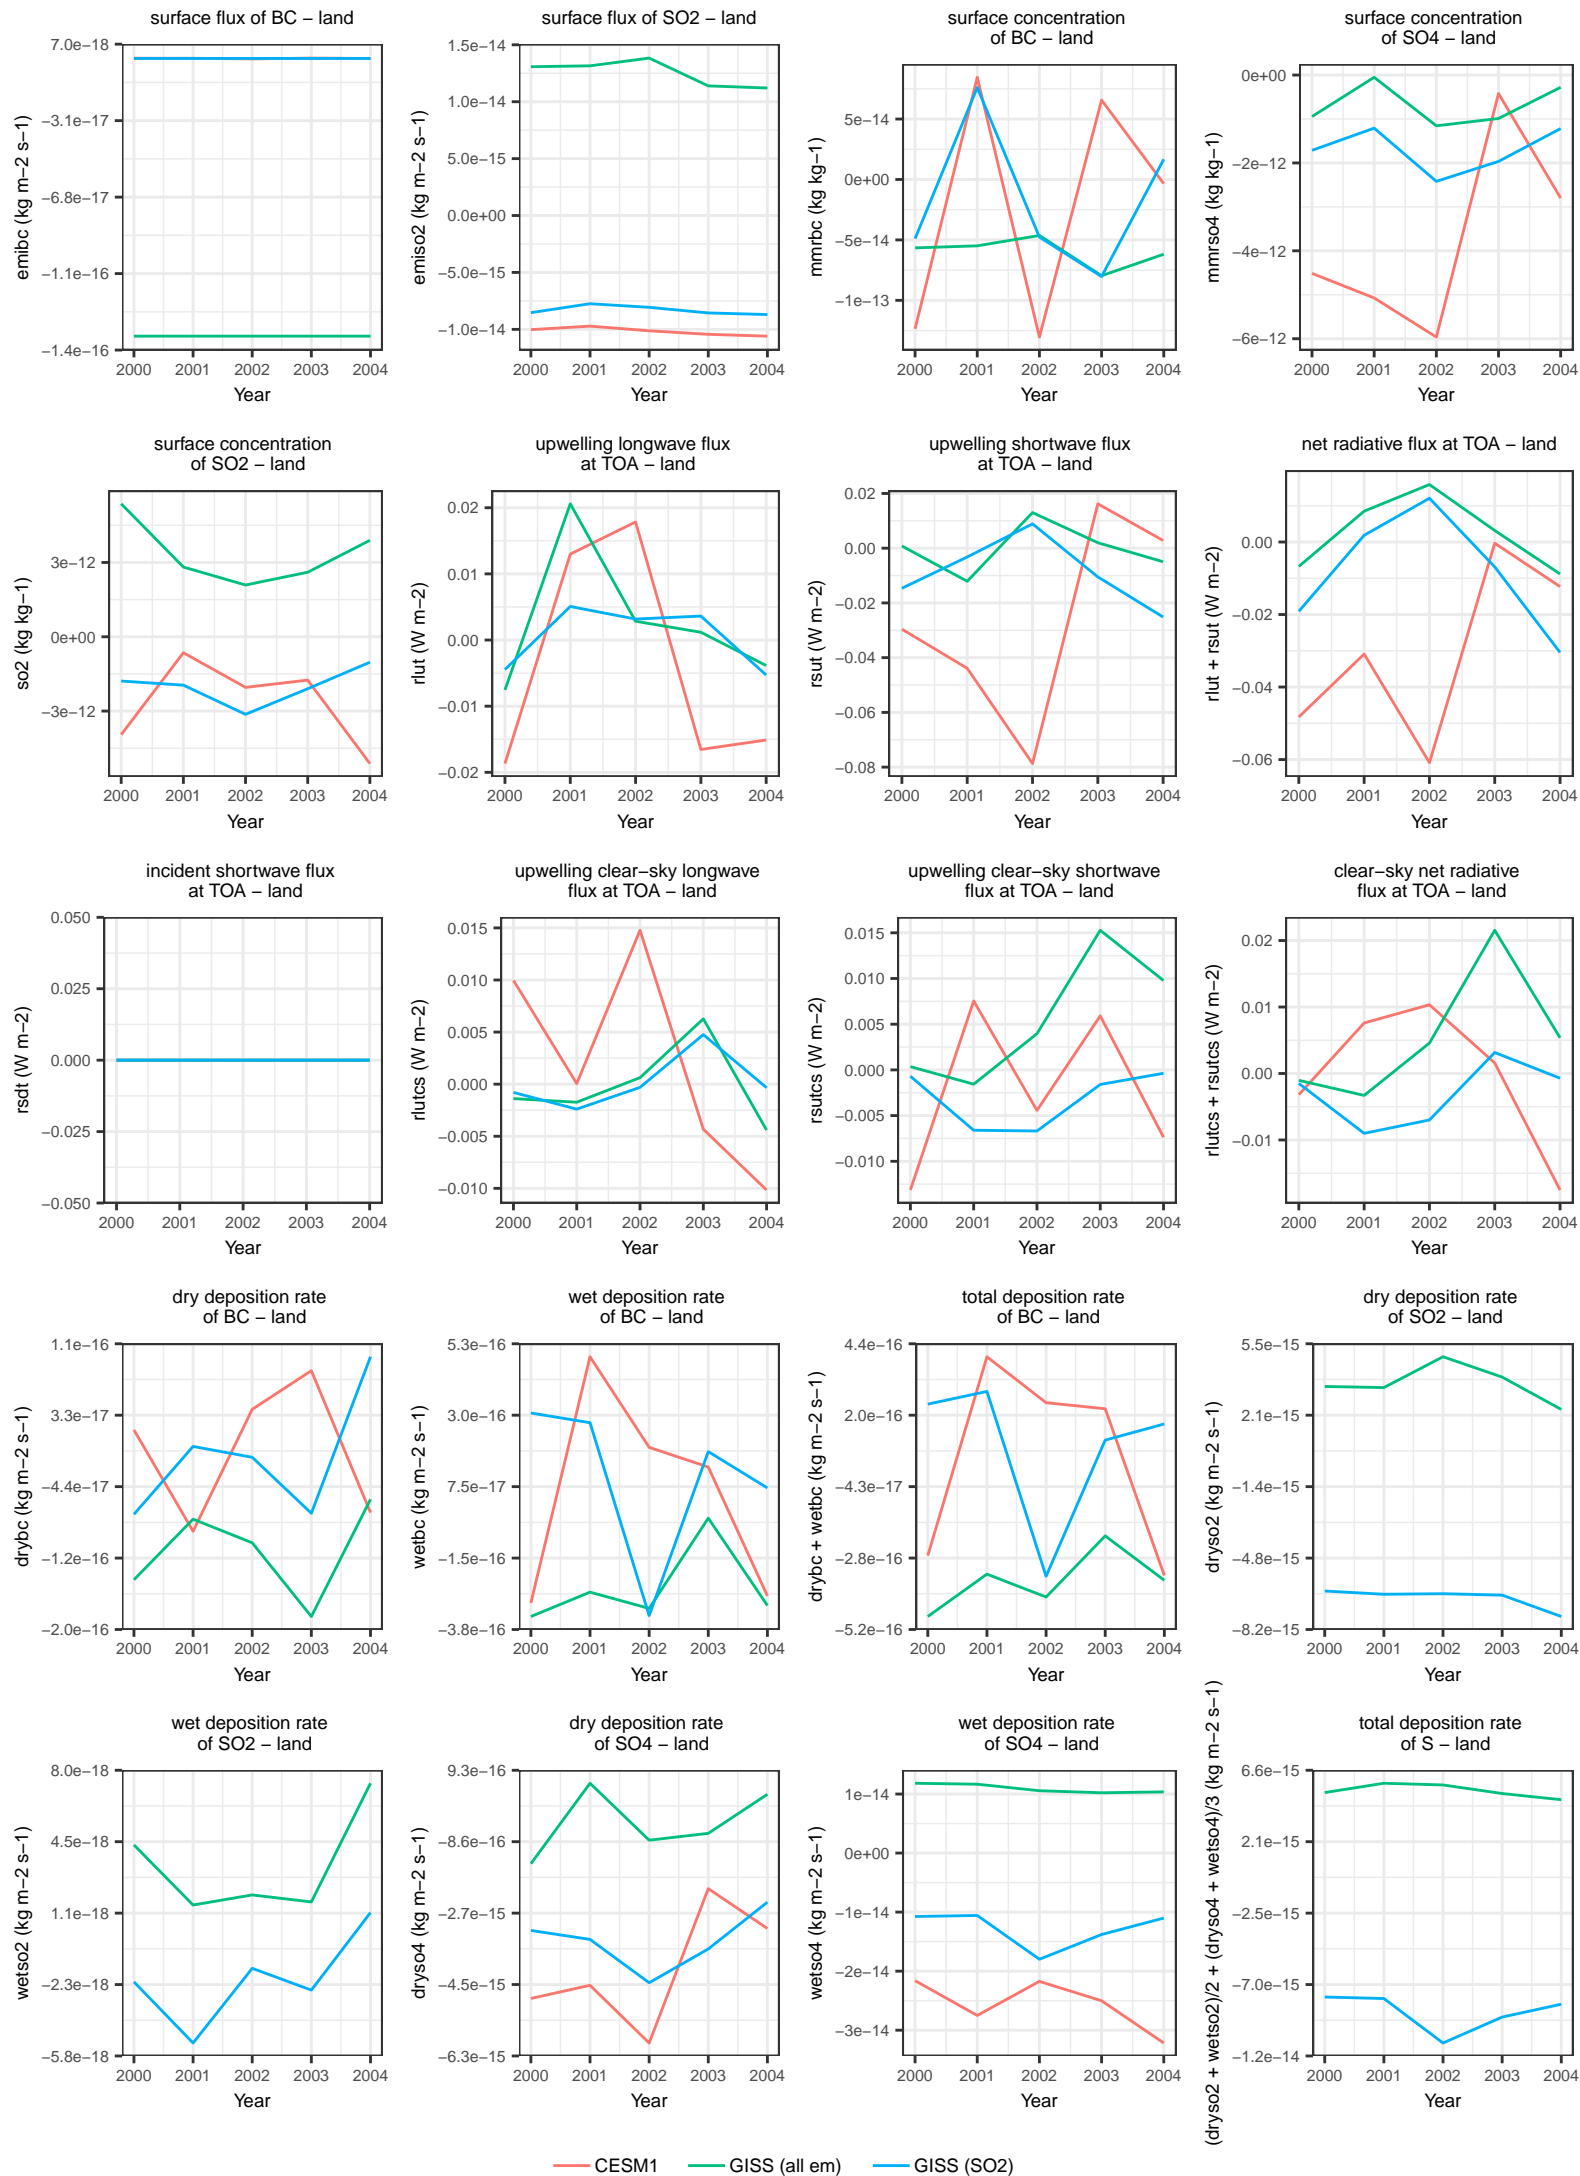 surface flux of BC – land
7.0e−18
−3.1e−17
−6.8e−17
−1.1e−16
−1.4e−16
emibc (kg m−2 s−1)
2000 2001 2002 2003 2004
Year
surface flux of SO2 – land
1.5e−14
1.0e−14
5.0e−15
0.0e+00
−5.0e−15
−1.0e−14
emiso2 (kg m−2 s−1)
2000 2001 2002 2003 2004
Year
surface concentration
of BC – land
5e−14
0e+00
−5e−14
−1e−13
mmrbc (kg kg−1)
2000 2001 2002 2003 2004
Year
surface concentration
of SO4 – land
0e+00
−2e−12
−4e−12
−6e−12
mmrso4 (kg kg−1)
2000 2001 2002 2003 2004
Year
surface concentration
of SO2 – land
3e−12
0e+00
−3e−12
so2 (kg kg−1)
2000 2001 2002 2003 2004
Year
upwelling longwave flux
at TOA – land
0.02
0.01
0.00
−0.01
−0.02
rlut (W m−2)
2000 2001 2002 2003 2004
Year
upwelling shortwave flux
at TOA – land
0.02
0.00
−0.02
−0.04
−0.06
−0.08
rsut (W m−2)
2000 2001 2002 2003 2004
Year
net radiative flux at TOA – land
0.00
−0.02
−0.04
−0.06
rlut + rsut (W m−2)
2000 2001 2002 2003 2004
Year
incident shortwave flux
at TOA – land
0.050
0.025
0.000
−0.025
−0.050
rsdt (W m−2)
2000 2001 2002 2003 2004
Year
upwelling clear−sky longwave
flux at TOA – land
0.015
0.010
0.005
0.000
−0.005
−0.010
rlutcs (W m−2)
2000 2001 2002 2003 2004
Year
upwelling clear−sky shortwave
flux at TOA – land
0.015
0.010
0.005
0.000
−0.005
−0.010
rsutcs (W m−2)
2000 2001 2002 2003 2004
Year
clear−sky net radiative
flux at TOA – land
0.02
0.01
0.00
−0.01
rlutcs + rsutcs (W m−2)
2000 2001 2002 2003 2004
Year
dry deposition rate
of BC – land
1.1e−16
3.3e−17
−4.4e−17
−1.2e−16
−2.0e−16
drybc (kg m−2 s−1)
2000 2001 2002 2003 2004
Year
wet deposition rate
of BC – land
5.3e−16
3.0e−16
7.5e−17
−1.5e−16
−3.8e−16
wetbc (kg m−2 s−1)
2000 2001 2002 2003 2004
Year
total deposition rate
of BC – land
4.4e−16
2.0e−16
−4.3e−17
−2.8e−16
−5.2e−16
drybc + wetbc (kg m−2 s−1)
2000 2001 2002 2003 2004
Year
dry deposition rate
of SO2 – land
5.5e−15
2.1e−15
−1.4e−15
−4.8e−15
−8.2e−15
dryso2 (kg m−2 s−1)
2000 2001 2002 2003 2004
Year
wet deposition rate
of SO2 – land
8.0e−18
4.5e−18
1.1e−18
−2.3e−18
−5.8e−18
wetso2 (kg m−2 s−1)
2000 2001 2002 2003 2004
Year
dry deposition rate
of SO4 – land
9.3e−16
−8.6e−16
−2.7e−15
−4.5e−15
−6.3e−15
dryso4 (kg m−2 s−1)
2000 2001 2002 2003 2004
Year
wet deposition rate
of SO4 – land
1e−14
0e+00
−1e−14
−2e−14
−3e−14
wetso4 (kg m−2 s−1)
2000 2001 2002 2003 2004
Year
total deposition rate
of S – land
6.6e−15
2.1e−15
−2.5e−15
−7.0e−15
−1.2e−14
(dryso2 + wetso2)/2 + (dryso4 + wetso4)/3 (kg m−2 s−1)
2000 2001 2002 2003 2004
Year
CESM1 GISS (all em) GISS (SO2)